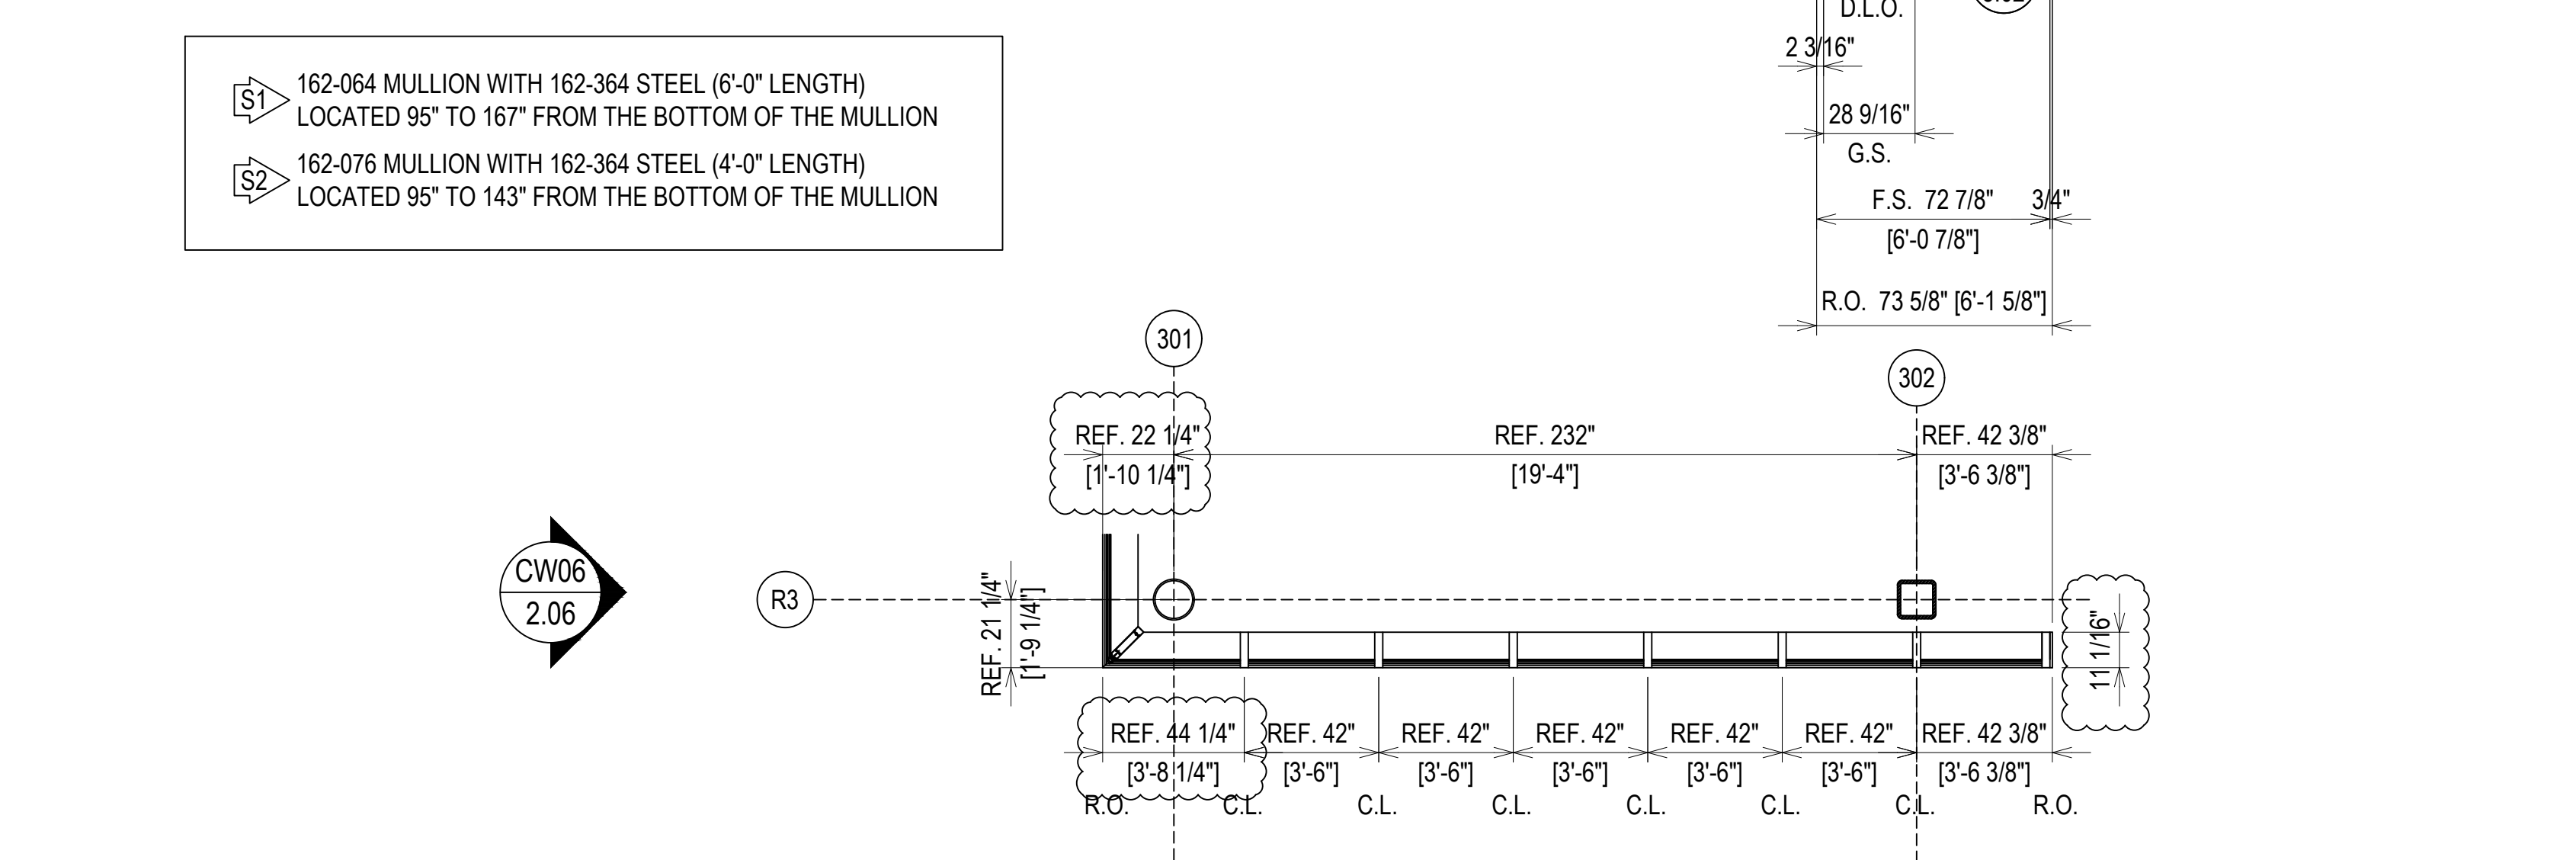 D.L.O.
2 3/16"
28 9/16"
G.S.
F.S. 72 7/8" 3/4"
[6'-0 7/8"]
R.O. 73 5/8" [6'-1 5/8"]
S1 162-064 MULLION WITH 162-364 STEEL (6'-0" LENGTH)
LOCATED 95" TO 167" FROM THE BOTTOM OF THE MULLION
S2 162-076 MULLION WITH 162-364 STEEL (4'-0" LENGTH)
LOCATED 95" TO 143" FROM THE BOTTOM OF THE MULLION
301
302
REF. 22 1/4" REF. 232" REF. 42 3/8"
[1'-10 1/4"] [19'-4"] [3'-6 3/8"]
CW06
2.06
R3
REF. 21 1/4"
[1'-9 1/4"]
11 1/16"
REF. 44 1/4" REF. 42" REF. 42" REF. 42" REF. 42" REF. 42" REF. 42 3/8"
[3'-8 1/4"] [3'-6"] [3'-6"] [3'-6"] [3'-6"] [3'-6"] [3'-6 3/8"]
R.O. C.L. C.L. C.L. C.L. C.L. C.L. R.O.